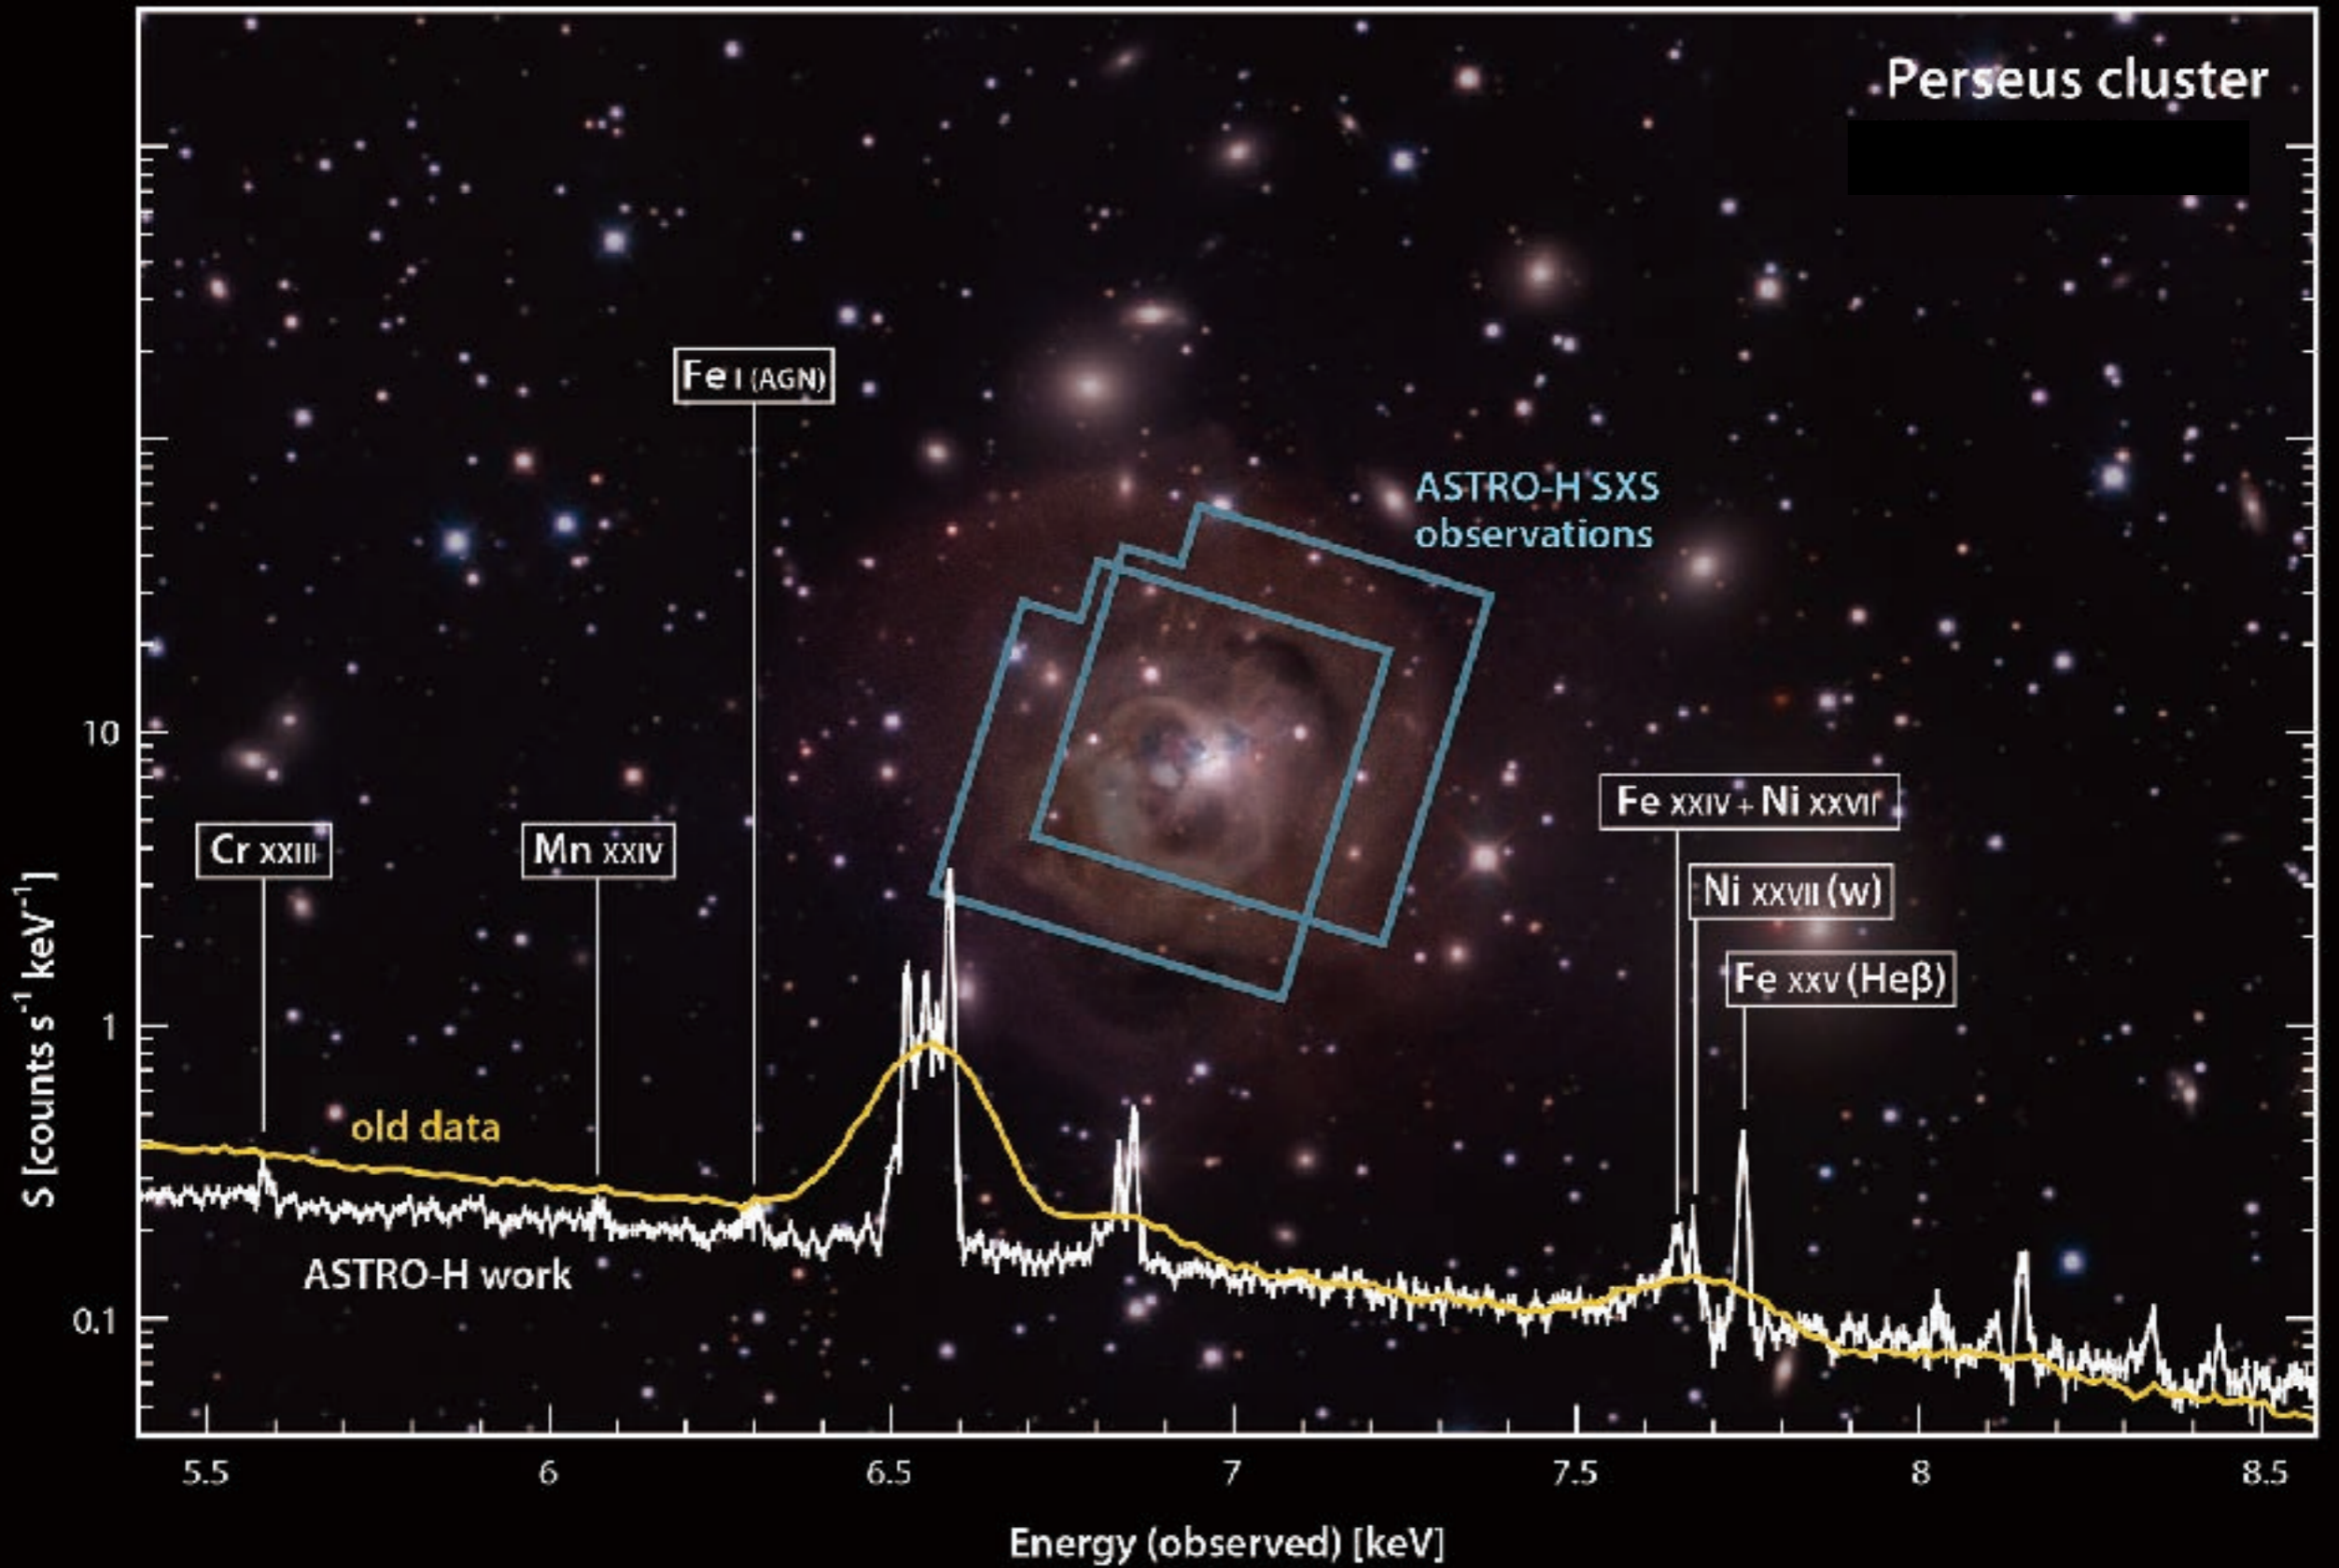 Perseus cluster
Fe I (AGN)
ASTRO-H SXS
observations
10
Fe XXIV + Ni XXVII
Cr XXIII
Mn XXIV
Ni XXVII (w)
Fe XXV (Heβ)
S [counts s⁻¹ keV⁻¹]
1
old data
ASTRO-H work
0.1
5.5 6 6.5 7 7.5 8 8.5
Energy (observed) [keV]